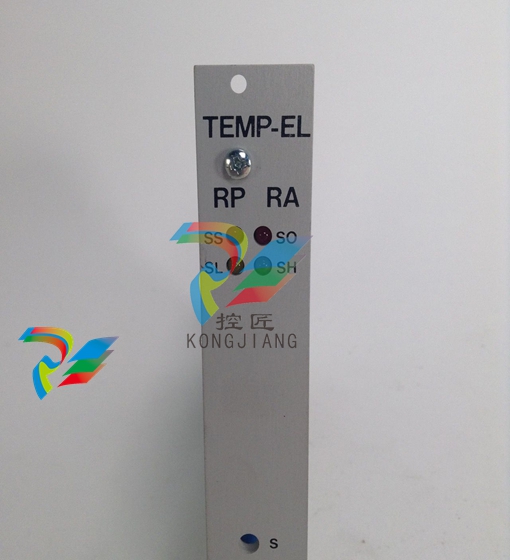 TEMP-EL
RP RA
SS SO
SL SH
控匠
KONGJIANG
S